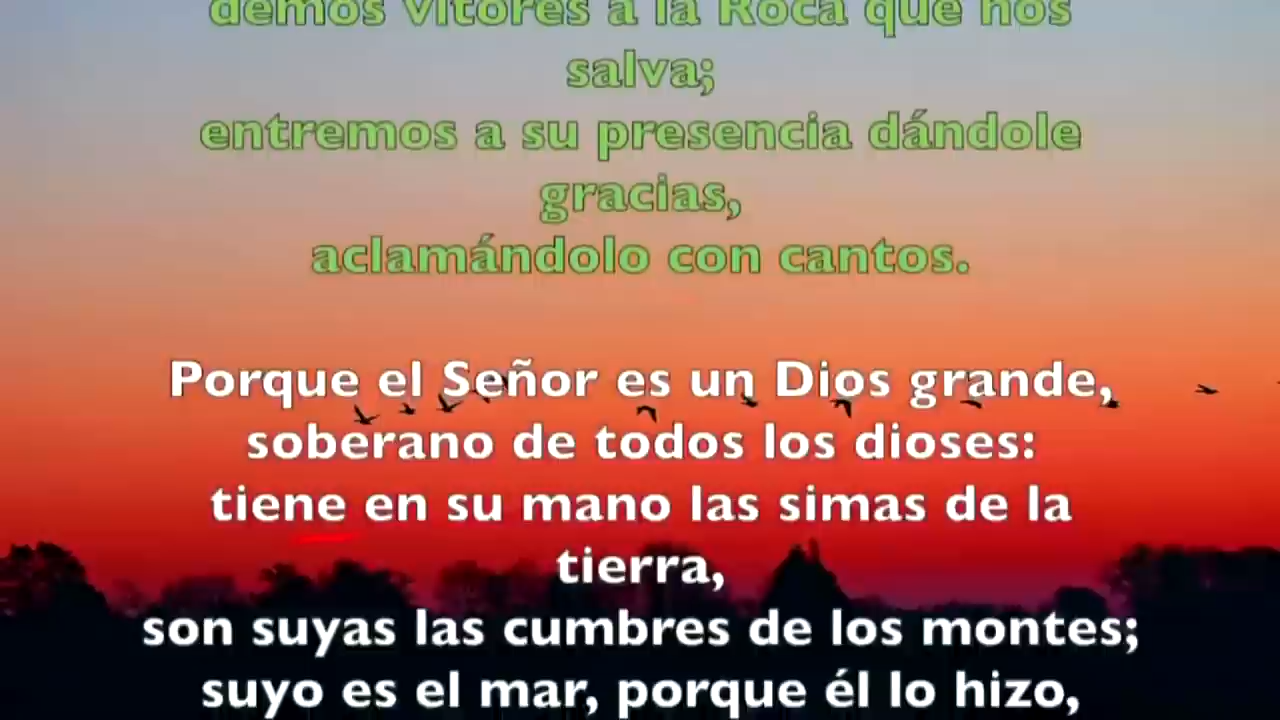 demos vítores a la Roca que nos
salva;
entremos a su presencia dándole
gracias,
aclamándolo con cantos.
Porque el Señor es un Dios grande,
soberano de todos los dioses:
tiene en su mano las simas de la
tierra,
son suyas las cumbres de los montes;
suyo es el mar, porque él lo hizo,